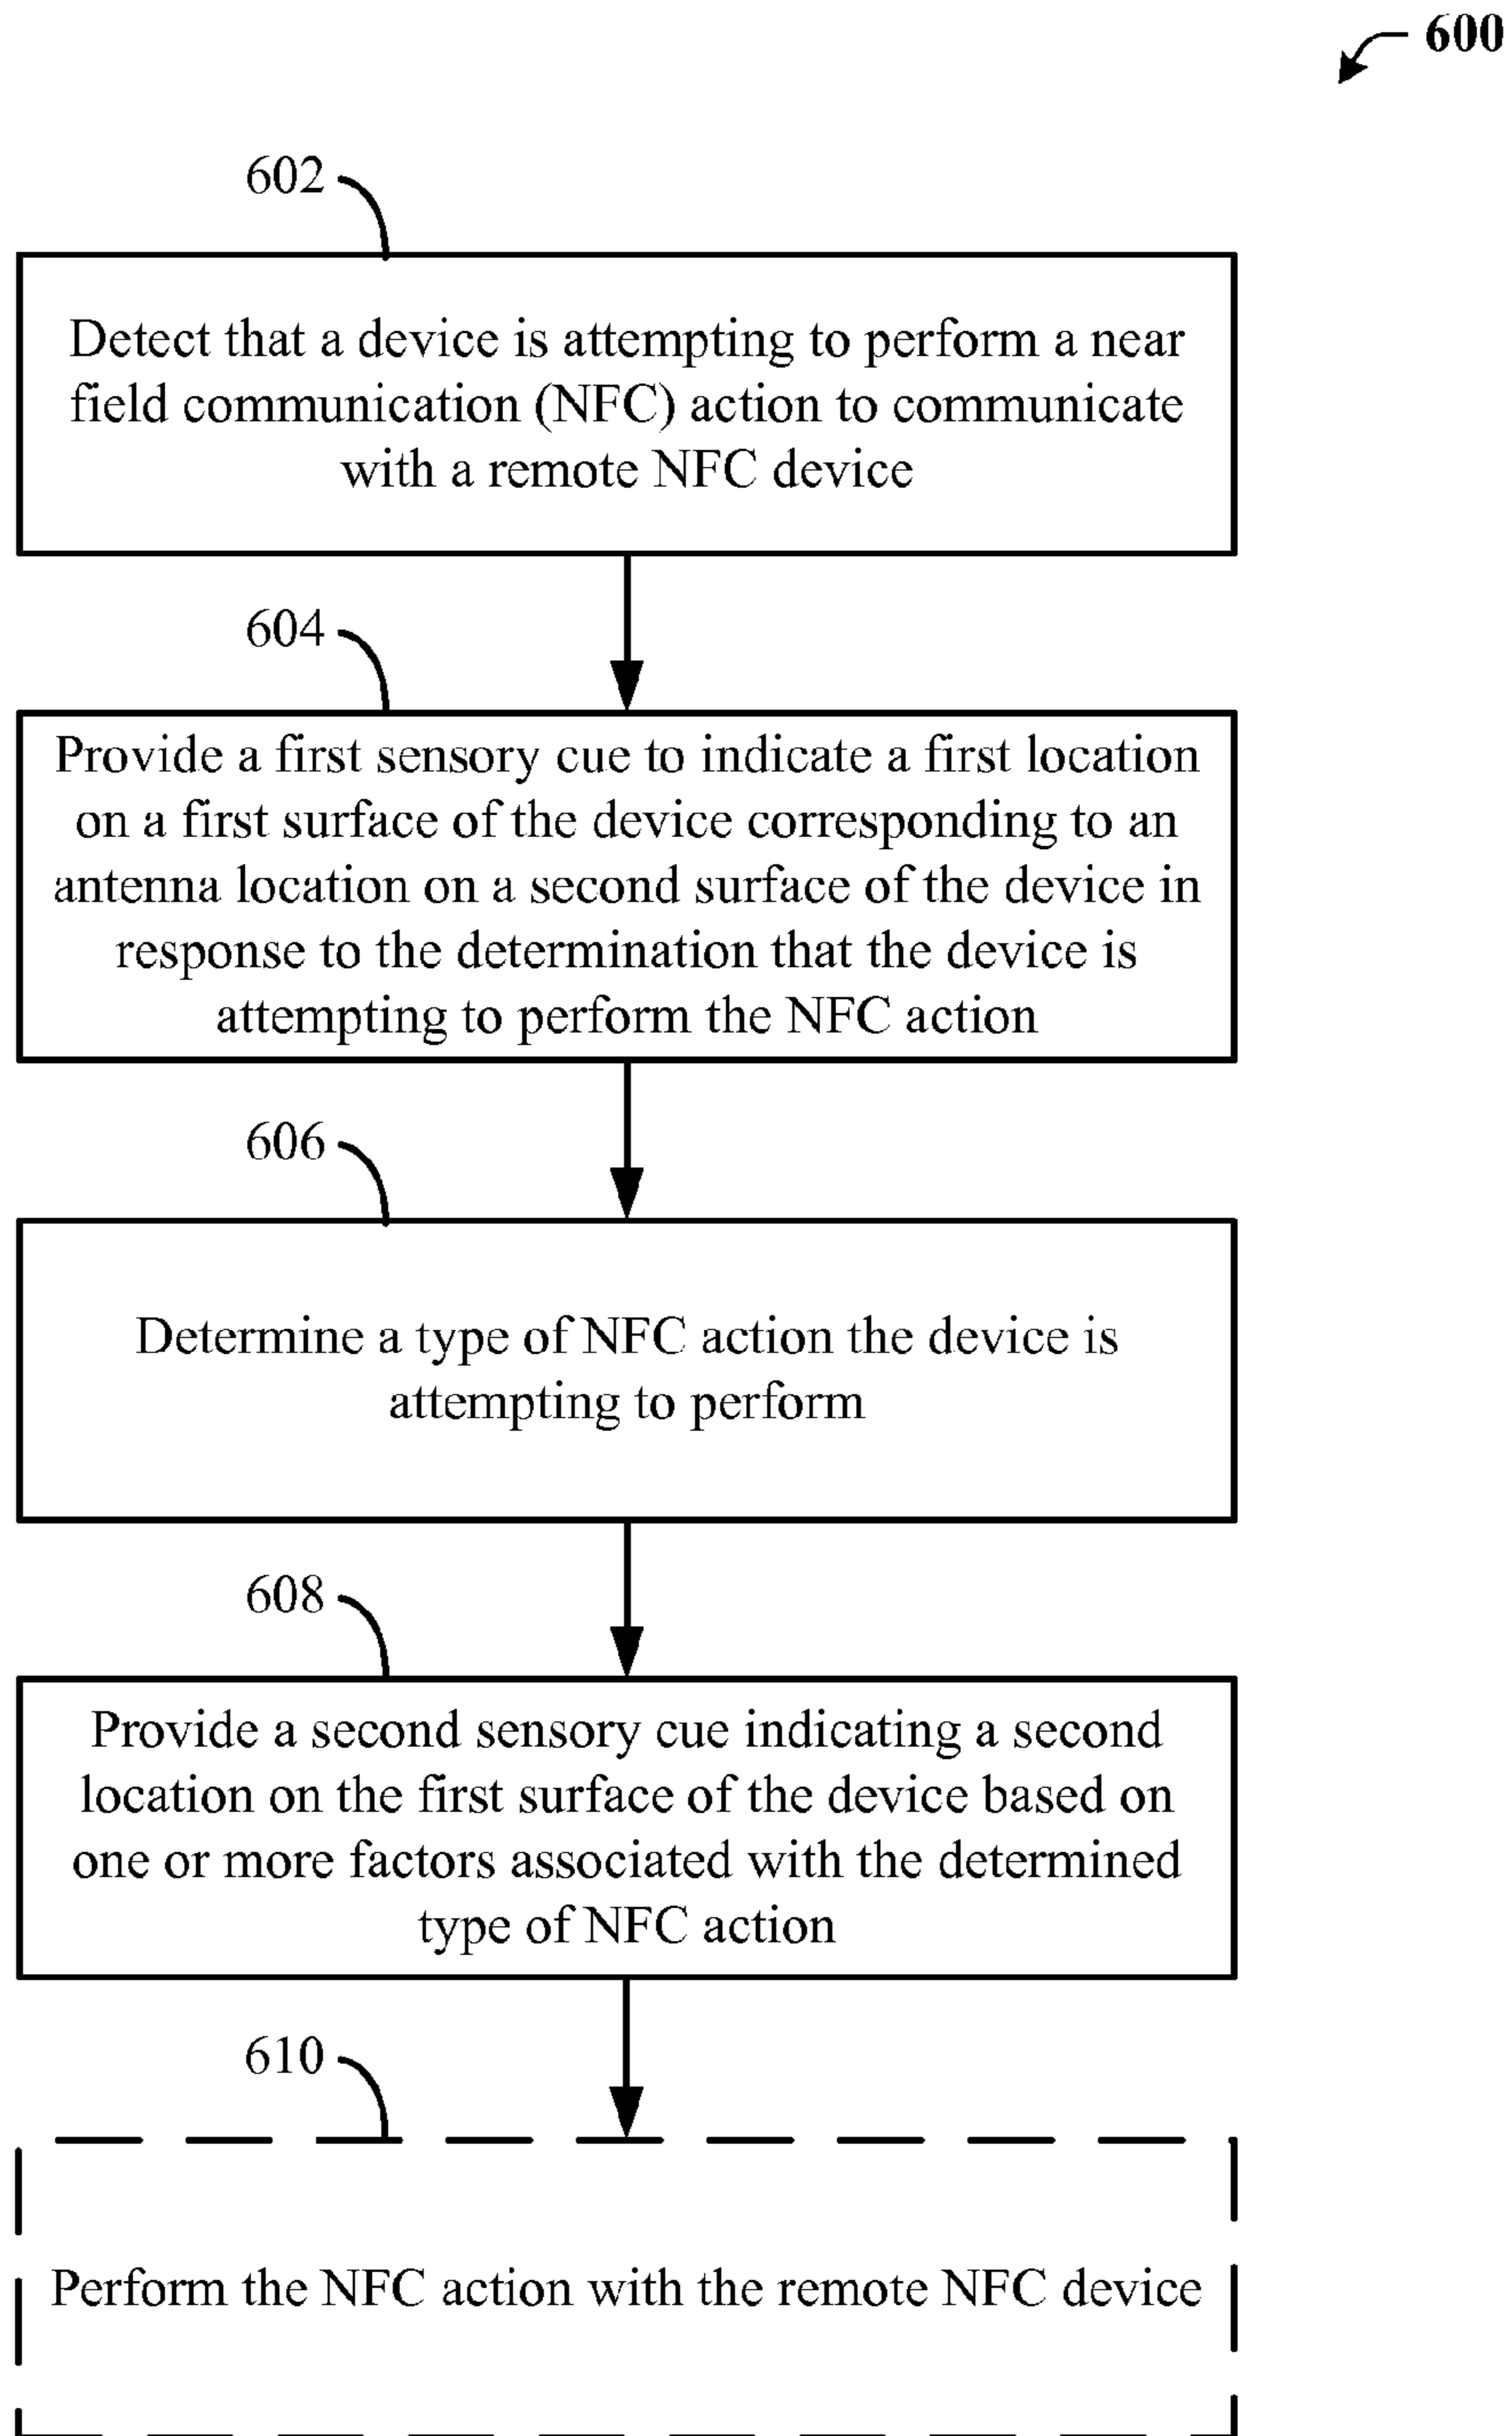 600
602
Detect that a device is attempting to perform a near
field communication (NFC) action to communicate
with a remote NFC device
604
Provide a first sensory cue to indicate a first location
on a first surface of the device corresponding to an
antenna location on a second surface of the device in
response to the determination that the device is
attempting to perform the NFC action
606
Determine a type of NFC action the device is
attempting to perform
608
Provide a second sensory cue indicating a second
location on the first surface of the device based on
one or more factors associated with the determined
type of NFC action
610
Perform the NFC action with the remote NFC device